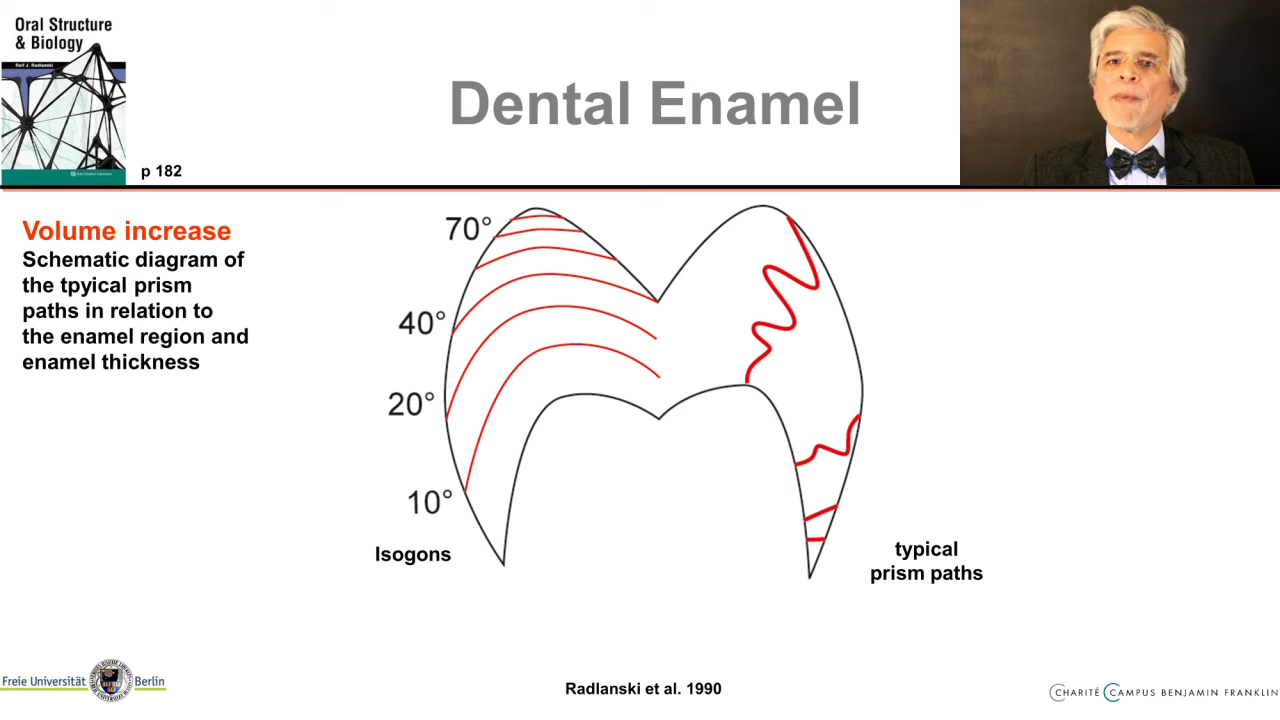 Oral Structure
& Biology
Ralf J. Radlanski
p 182
Dental Enamel
Volume increase
Schematic diagram of
the tpyical prism
paths in relation to
the enamel region and
enamel thickness
70°
40°
20°
10°
Isogons
typical
prism paths
Freie Universität Berlin
Radlanski et al. 1990
CHARITÉ CAMPUS BENJAMIN FRANKLIN